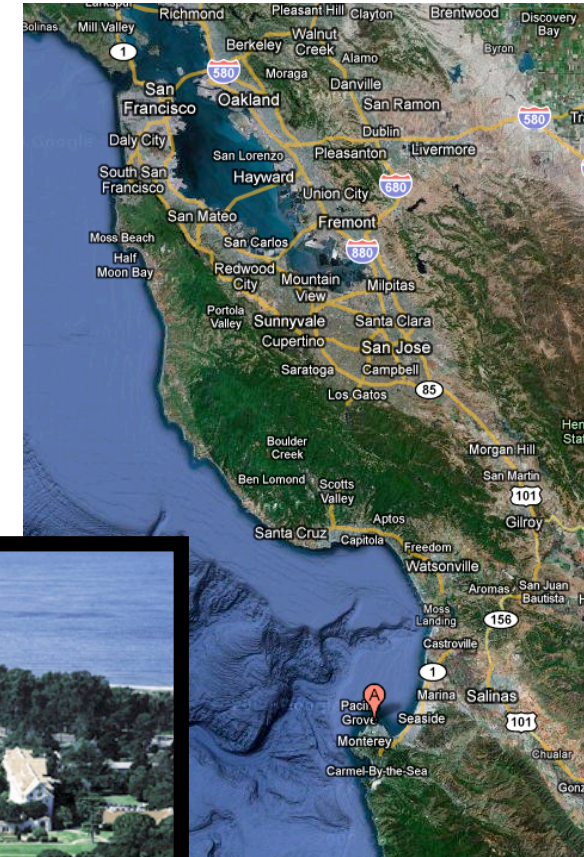 Richmond
Pleasant Hill
Clayton
Brentwood
Discovery
Bay
Bolinas
Mill Valley
Walnut
Creek
Berkeley
Byron
1
Alamo
580
Moraga
Danville
San
Francisco
Oakland
San Ramon
580
Dublin
Daly City
San Lorenzo
Pleasanton
Livermore
South San
Francisco
Hayward
680
Union City
San Mateo
Fremont
Moss Beach
San Carlos
880
Half
Moon Bay
Redwood
City
Mountain
View
Milpitas
Portola
Valley
Sunnyvale
Santa Clara
Cupertino
San Jose
Saratoga
Campbell
85
Los Gatos
Boulder
Creek
Morgan Hill
Ben Lomond
Scotts
Valley
San Martin
101
Gilroy
Santa Cruz
Aptos
Capitola
Freedom
Watsonville
Aromas
San Juan
Bautista
Moss
Landing
156
Castroville
1
A
Marina
Salinas
Grove
Seaside
101
Monterey
Chualar
Carmel-By-the-Sea